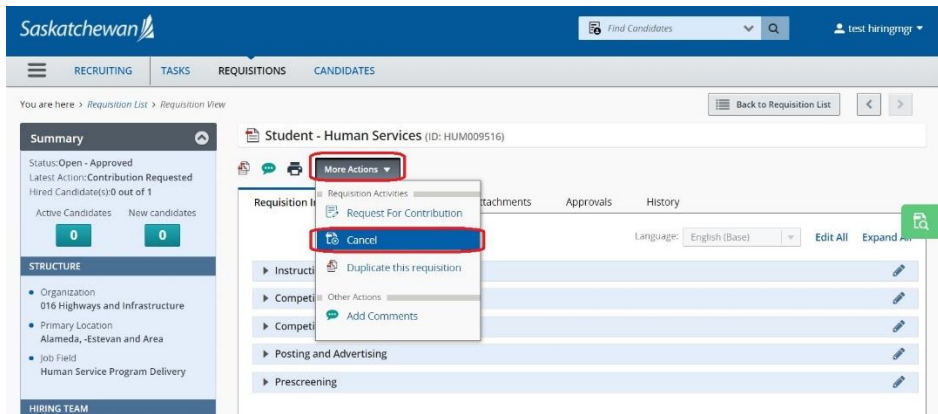 Saskatchewan
Find Candidates
test hiringmgr
RECRUITING TASKS REQUISITIONS CANDIDATES
You are here > Requisition List > Requisition View
Back to Requisition List
Summary
Status:Open - Approved
Latest Action:Contribution Requested
Hired Candidate(s):0 out of 1
Active Candidates New candidates
0 0
STRUCTURE
Organization
016 Highways and Infrastructure
Primary Location
Alameda, -Estevan and Area
Job Field
Human Service Program Delivery
HIRING TEAM
Student - Human Services (ID: HUM009516)
More Actions
Requisition Activities
Request For Contribution
Cancel
Duplicate this requisition
Other Actions
Add Comments
Requisition I ttachments Approvals History
Language: English (Base) Edit All Expand A
Instructi
Competi
Competi
Posting and Advertising
Prescreening